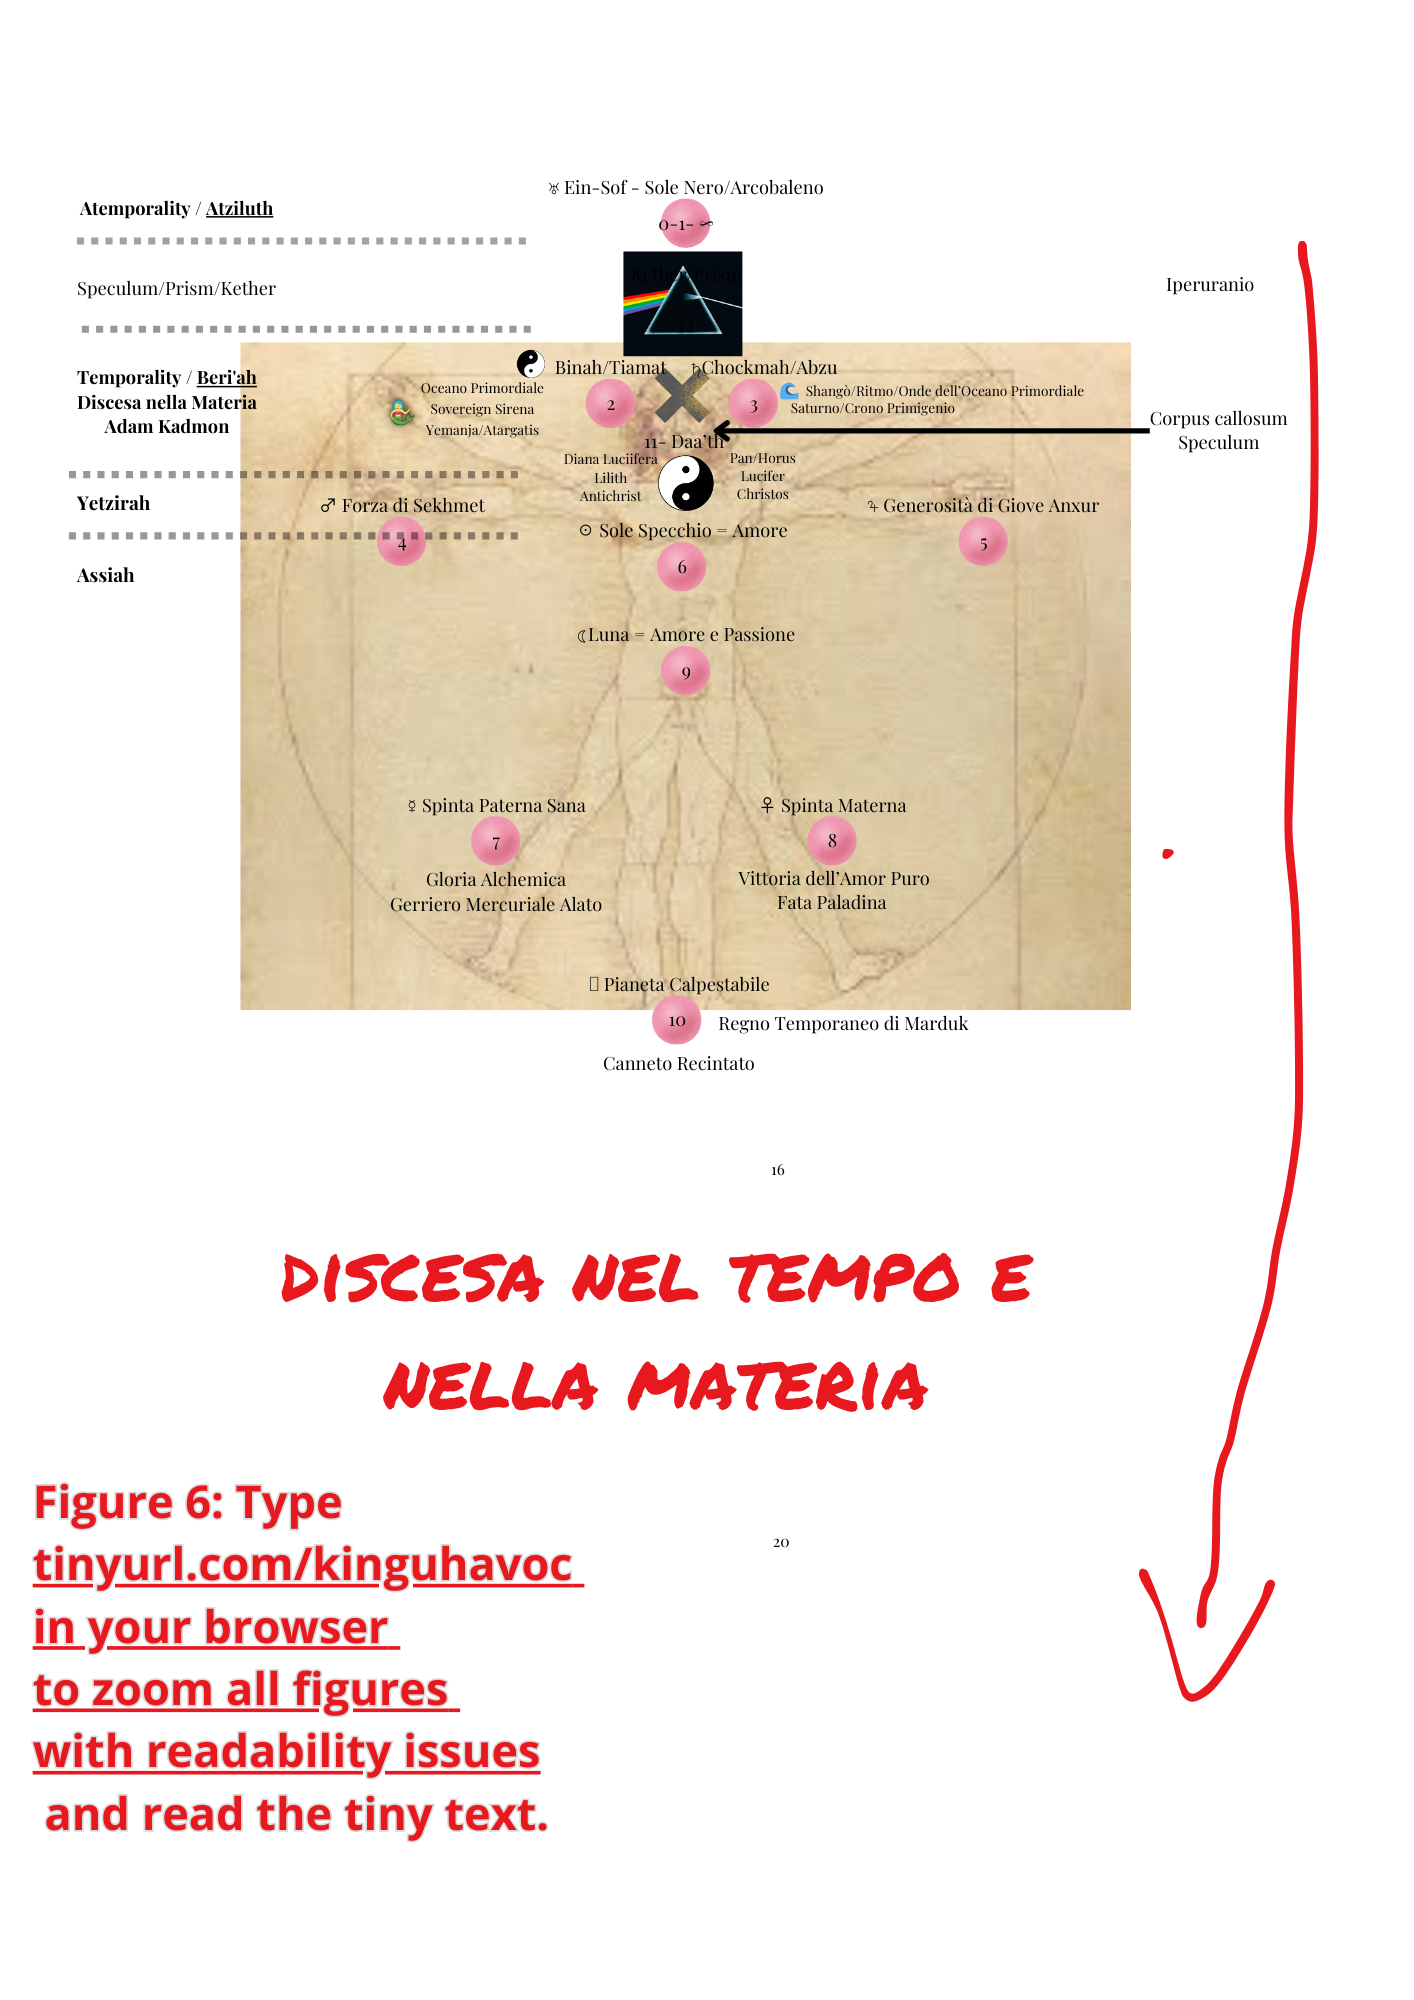 ♅ Ein-Sof - Sole Nero/Arcobaleno
Atemporality / Atziluth
0-1- ∞
Kether Prism
Speculum/Prism/Kether
Iperuranio
12
Binah/Tiamat
♄Chockmah/Abzu
Temporality / Beri'ah
Discesa nella Materia
Adam Kadmon
Oceano Primordiale
Sovereign Sirena
Yemanja/Atargatis
2
3
Shangò/Ritmo/Onde dell'Oceano Primordiale
Saturno/Crono Primigenio
Corpus callosum
Speculum
11- Daa'th
Diana Luciifera
Lilith
Antichrist
Pan/Horus
Lucifer
Christos
Yetzirah
♂ Forza di Sekhmet
♃ Generosità di Giove Anxur
☉ Sole Specchio = Amore
4
5
6
Assiah
☾Luna = Amore e Passione
9
☿ Spinta Paterna Sana
♀ Spinta Materna
7
8
Gloria Alchemica
Gerriero Mercuriale Alato
Vittoria dell'Amor Puro
Fata Paladina
Pianeta Calpestabile
10
Regno Temporaneo di Marduk
Canneto Recintato
16
DISCESA NEL TEMPO E
NELLA MATERIA
Figure 6: Type
tinyurl.com/kinguhavoc
in your browser
to zoom all figures
with readability issues
and read the tiny text.
20